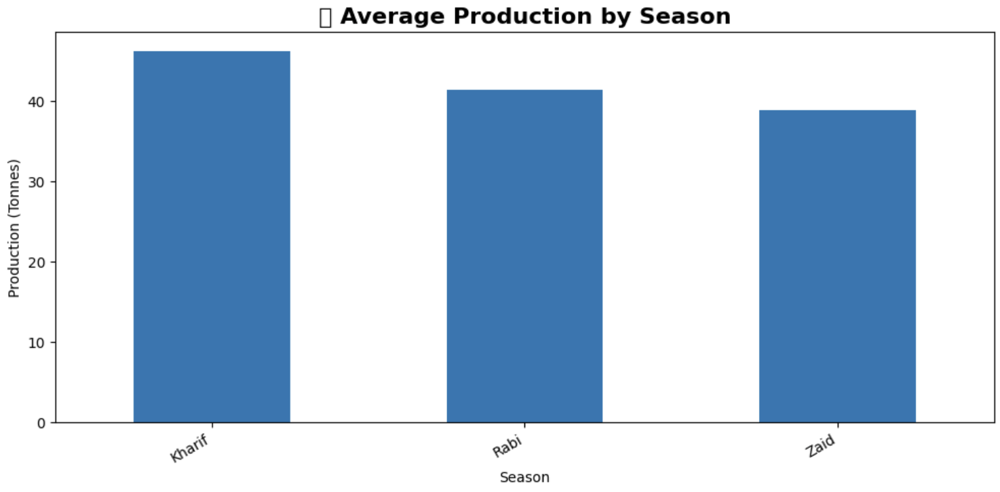 ▯ Average Production by Season
Production (Tonnes)
40
30
20
10
0
Kharif
Rabi
Zaid
Season